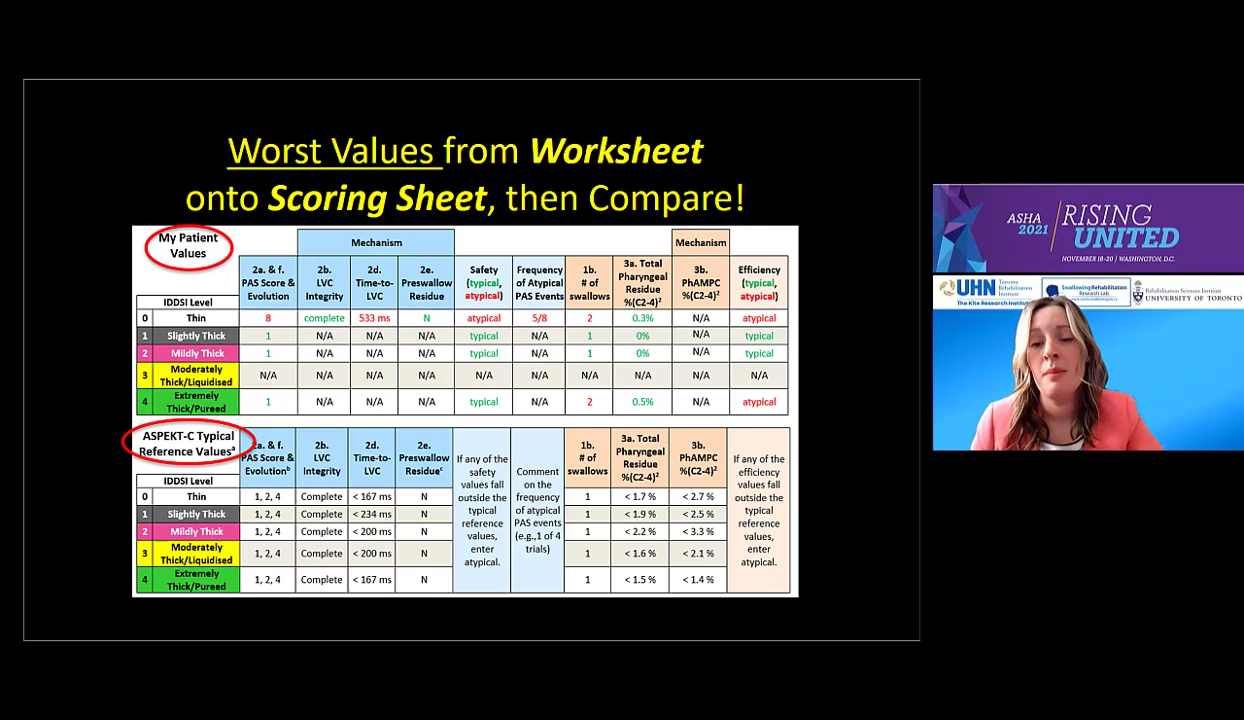 Worst Values from Worksheet
onto Scoring Sheet, then Compare!
My Patient
Values
Mechanism
Mechanism
IDDSI Level
2a. & f.
PAS Score &
Evolution
2b.
LVC
Integrity
2d.
Time-to-
LVC
2e.
Preswallow
Residue
Safety
(typical,
atypical)
Frequency
of Atypical
PAS Events
1b.
# of
swallows
3a. Total
Pharyngeal
Residue
%(C2-4)²
3b.
PhAMPC
%(C2-4)²
Efficiency
(typical,
atypical)
0 Thin 8 complete 533 ms N atypical 5/8 2 0.3% N/A atypical
1 Slightly Thick 1 N/A N/A N/A typical N/A 1 0% N/A typical
2 Mildly Thick 1 N/A N/A N/A typical N/A 1 0% N/A typical
3 Moderately
Thick/Liquidised N/A N/A N/A N/A N/A N/A N/A N/A N/A N/A
4 Extremely
Thick/Pureed 1 N/A N/A N/A typical N/A 2 0.5% N/A atypical
ASPEKT-C Typical
Reference Valuesᵃ
IDDSI Level
2a. & f.
PAS Score &
Evolutionᵇ
2b.
LVC
Integrity
2d.
Time-to-
LVC
2e.
Preswallow
Residueᶜ
If any of the
safety
values fall
outside the
typical
reference
values,
enter
atypical.
Comment
on the
frequency
of atypical
PAS events
(e.g.,1 of 4
trials)
1b.
# of
swallows
3a. Total
Pharyngeal
Residue
%(C2-4)²
3b.
PhAMPC
%(C2-4)²
If any of the
efficiency
values fall
outside the
typical
reference
value,
enter
atypical.
0 Thin 1, 2, 4 Complete < 167 ms N 1 < 1.7 % < 2.7 %
1 Slightly Thick 1, 2, 4 Complete < 234 ms N 1 < 1.9 % < 2.5 %
2 Mildly Thick 1, 2, 4 Complete < 200 ms N 1 < 2.2 % < 3.3 %
3 Moderately
Thick/Liquidised 1, 2, 4 Complete < 200 ms N 1 < 1.6 % < 2.1 %
4 Extremely
Thick/Pureed 1, 2, 4 Complete < 167 ms N 1 < 1.5 % < 1.4 %
ASHA
2021
RISING
UNITED
NOVEMBER 18-20 / WASHINGTON, D.C.
UHN
Toronto
Rehabilitation
Institute
The Kite Research Instit
SwallowingRehabilitation
Research Lab
Rehabilitation Sciences Institute
UNIVERSITY OF TORONTO